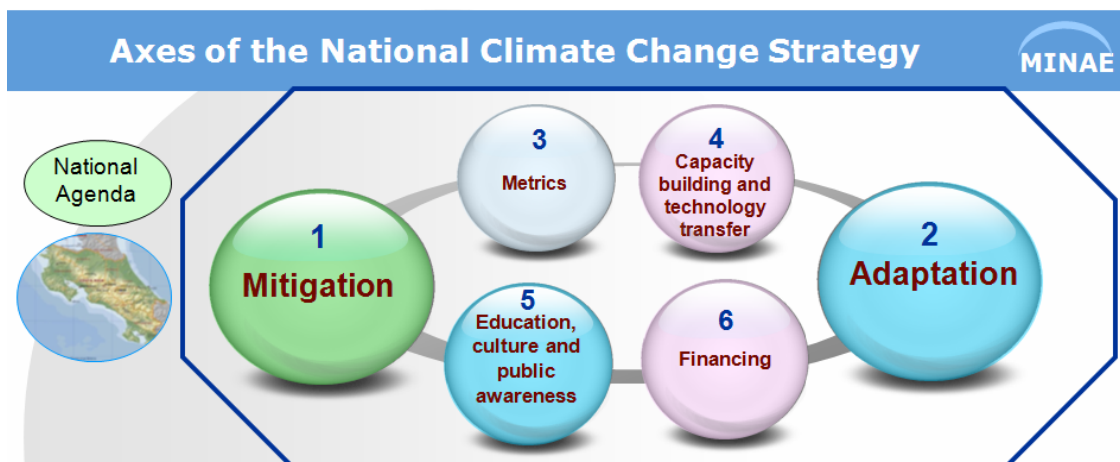 Axes of the National Climate Change Strategy
MINAE
National
Agenda
1
Mitigation
3
Metrics
4
Capacity
building and
technology
transfer
2
Adaptation
5
Education,
culture and
public
awareness
6
Financing